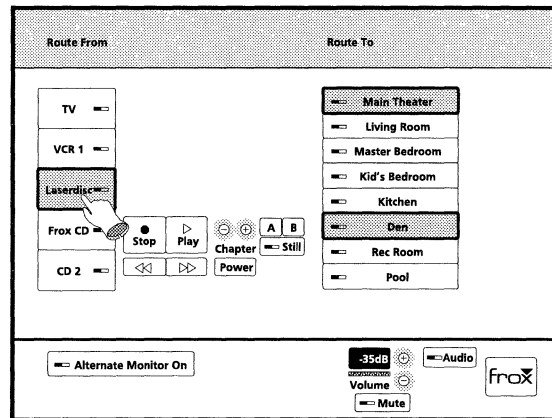 Route From
Route To
TV
VCR 1
Laserdisc
Frox CD
CD 2
Stop
Play
Chapter
A B
Still
Power
Main Theater
Living Room
Master Bedroom
Kid's Bedroom
Kitchen
Den
Rec Room
Pool
Alternate Monitor On
-35dB
Volume
Audio
Mute
frox